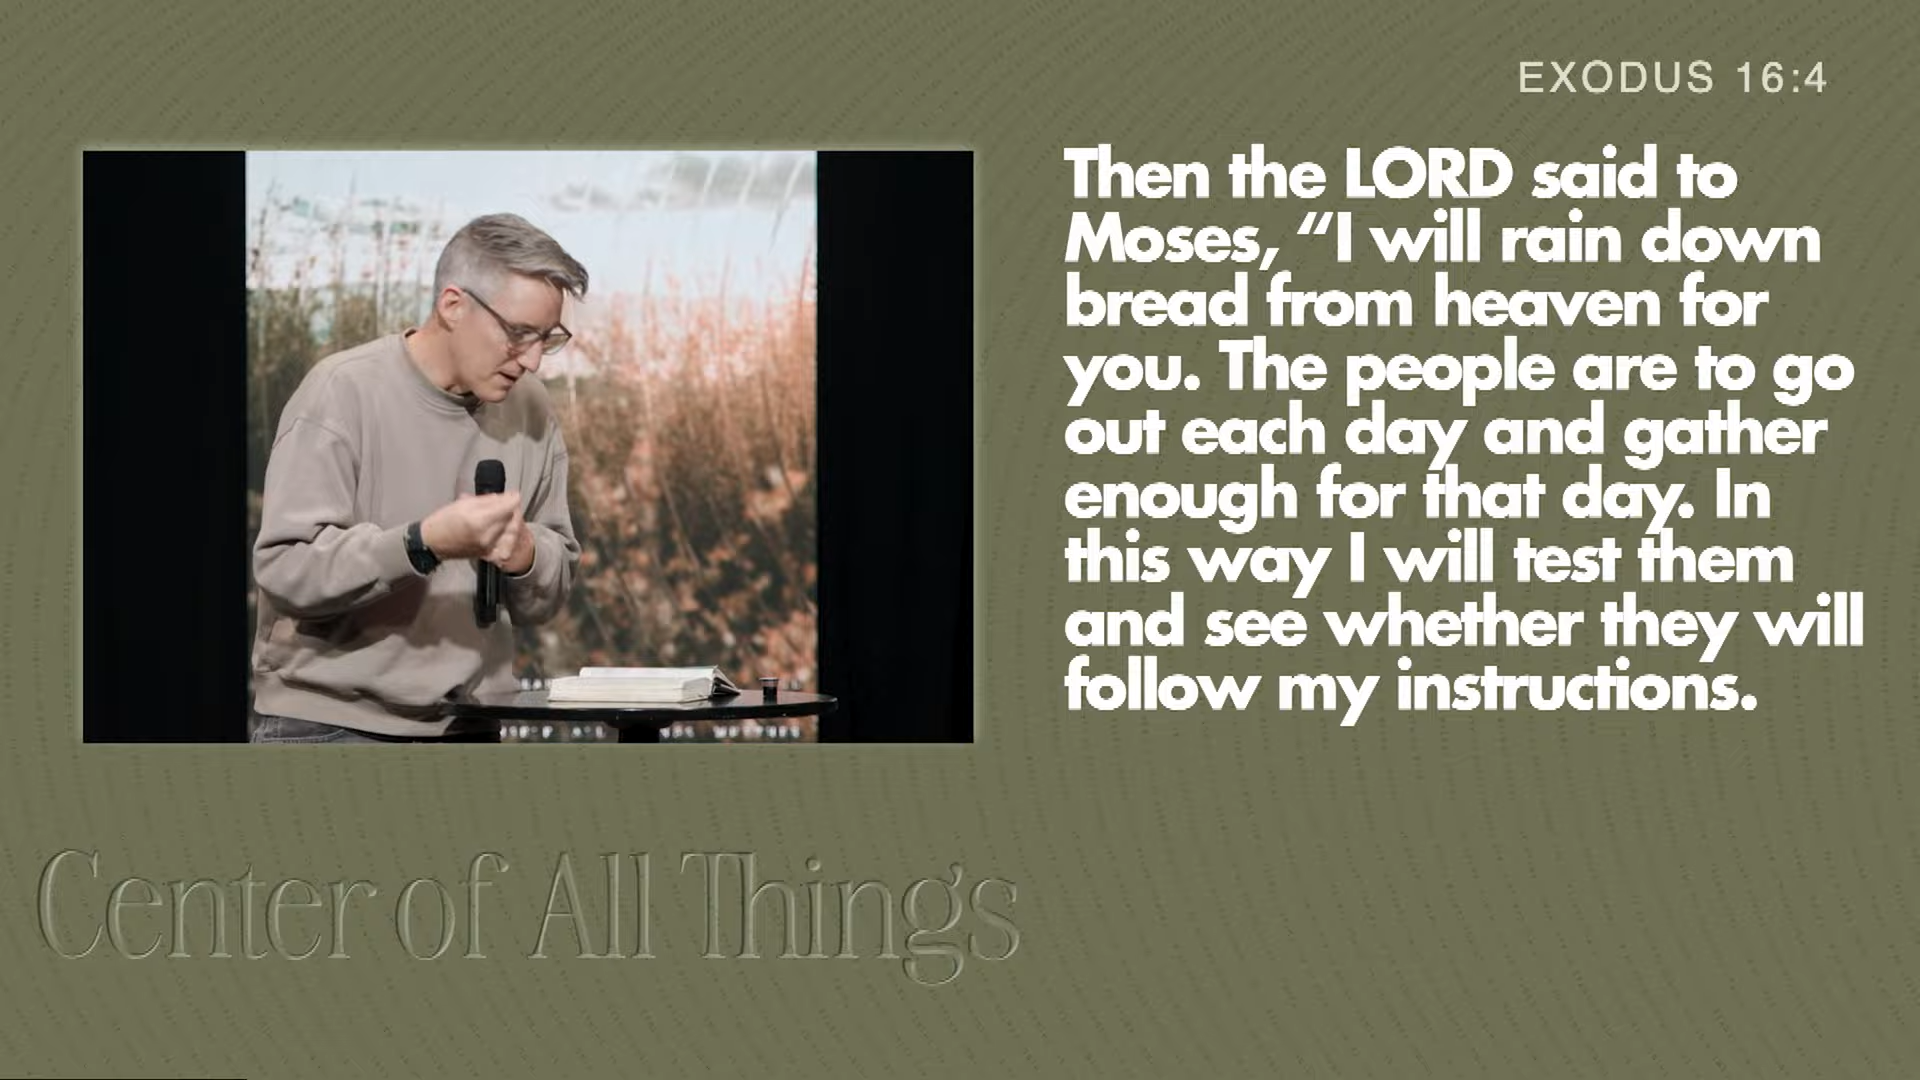 EXODUS 16:4
Then the LORD said to
Moses, “I will rain down
bread from heaven for
you. The people are to go
out each day and gather
enough for that day. In
this way I will test them
and see whether they will
follow my instructions.
Center of All Things